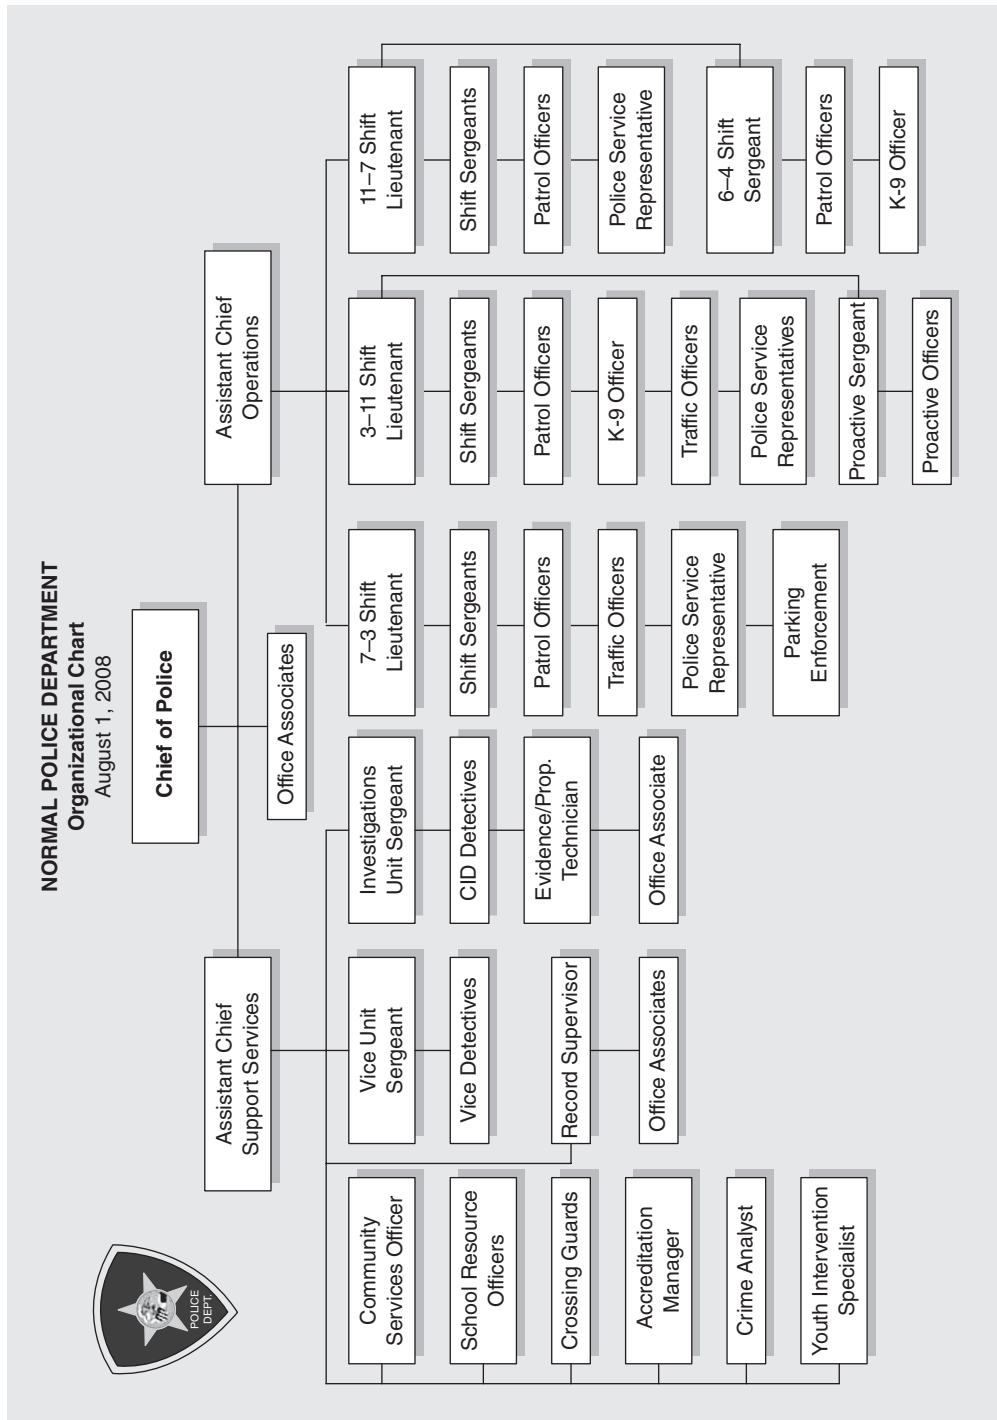 NORMAL POLICE DEPARTMENT
Organizational Chart
August 1, 2008
POLICE
DEPT.
Chief of Police
Office Associates
Assistant Chief
Support Services
Assistant Chief
Operations
Community
Services Officer
School Resource
Officers
Crossing Guards
Accreditation
Manager
Crime Analyst
Youth Intervention
Specialist
Vice Unit
Sergeant
Vice Detectives
Record Supervisor
Office Associates
Investigations
Unit Sergeant
CID Detectives
Evidence/Prop.
Technician
Office Associate
7–3 Shift
Lieutenant
Shift Sergeants
Patrol Officers
Traffic Officers
Police Service
Representative
Parking
Enforcement
3–11 Shift
Lieutenant
Shift Sergeants
Patrol Officers
K-9 Officer
Traffic Officers
Police Service
Representatives
Proactive Sergeant
Proactive Officers
11–7 Shift
Lieutenant
Shift Sergeants
Patrol Officers
Police Service
Representative
6–4 Shift
Sergeant
Patrol Officers
K-9 Officer